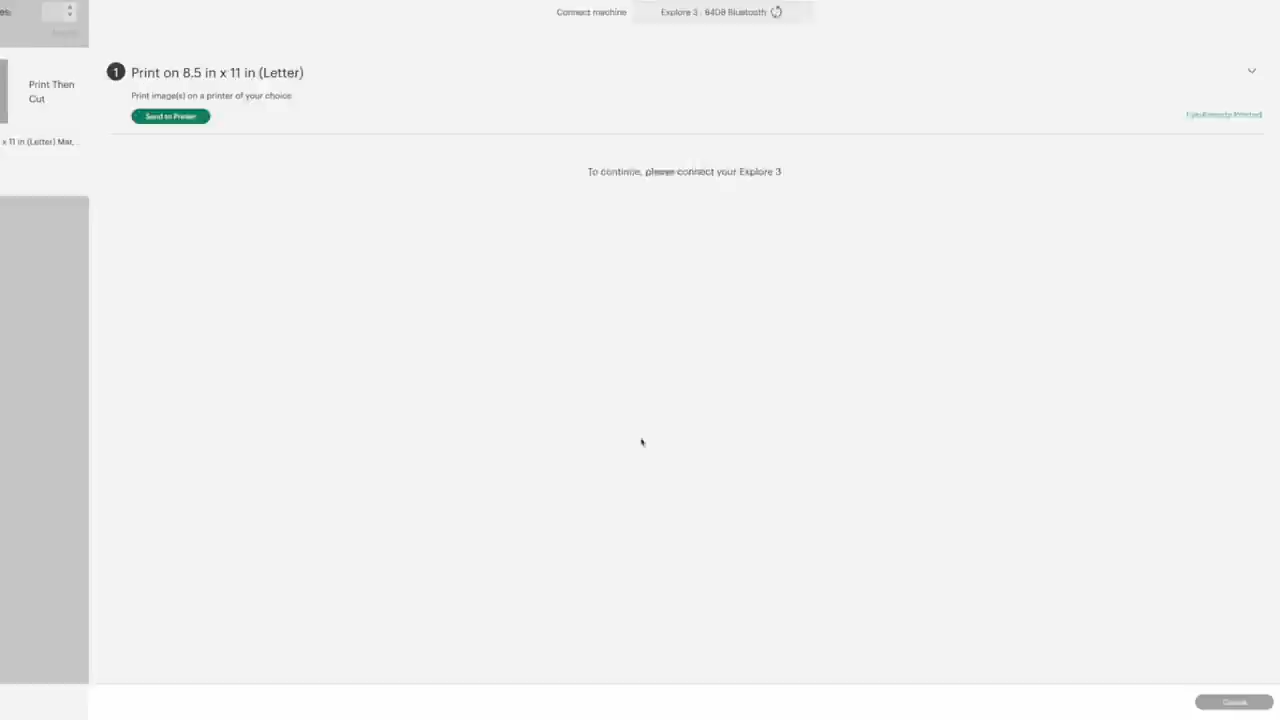 Connect machine
Explore 3 : 64D9 Bluetooth
1 Print on 8.5 in x 11 in (Letter)
Print Then
Cut
Print image(s) on a printer of your choice
Send to Printer
x 11 in (Letter) Mat,
To continue, please connect your Explore 3